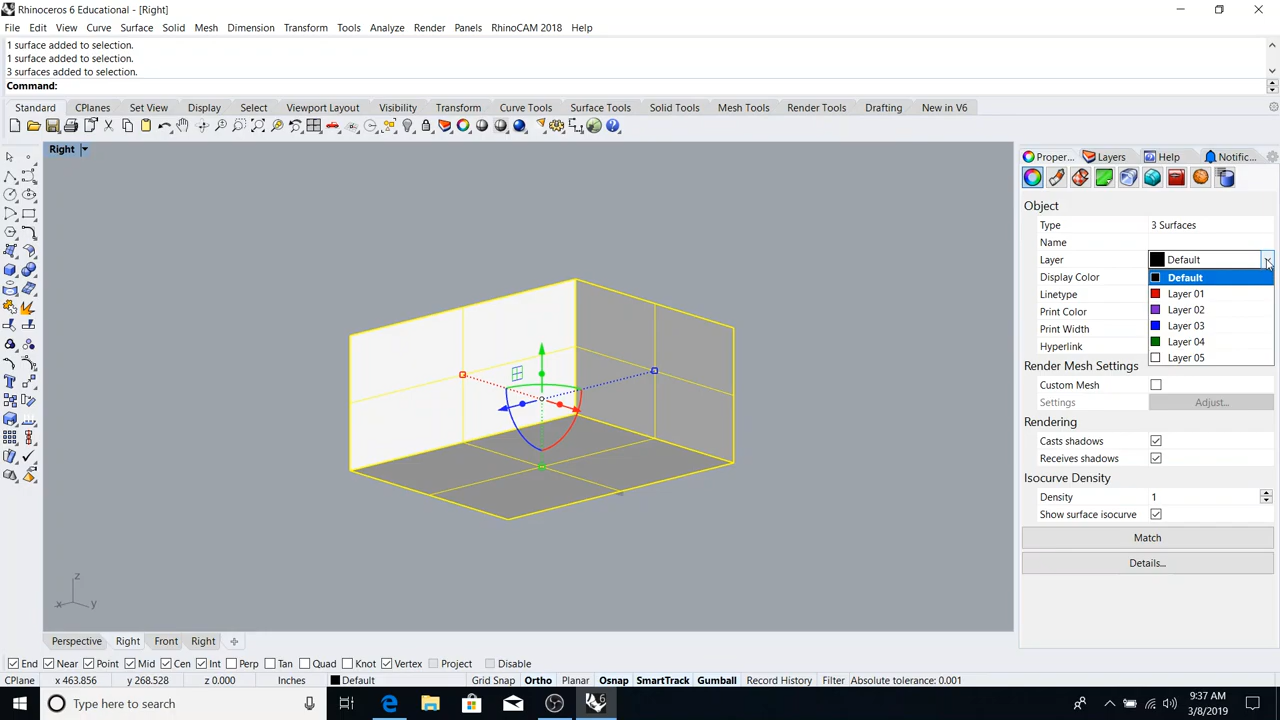 Rhinoceros 6 Educational - [Right]
File Edit View Curve Surface Solid Mesh Dimension Transform Tools Analyze Render Panels RhinoCAM 2018 Help
1 surface added to selection.
1 surface added to selection.
3 surfaces added to selection.
Command:
Standard CPlanes Set View Display Select Viewport Layout Visibility Transform Curve Tools Surface Tools Solid Tools Mesh Tools Render Tools Drafting New in V6
Right
Proper... Layers Help Notific...
Object
Type 3 Surfaces
Name
Layer Default
Display Color Default
Linetype Layer 01
Print Color Layer 02
Print Width Layer 03
Hyperlink Layer 04
Layer 05
Render Mesh Settings
Custom Mesh
Settings Adjust...
Rendering
Casts shadows
Receives shadows
Isocurve Density
Density 1
Show surface isocurve
Match
Details...
z
x y
Perspective Right Front Right
End Near Point Mid Cen Int Perp Tan Quad Knot Vertex Project Disable
CPlane x 463.856 y 268.528 z 0.000 Inches Default Grid Snap Ortho Planar Osnap SmartTrack Gumball Record History Filter Absolute tolerance: 0.001
Type here to search
9:37 AM
3/8/2019